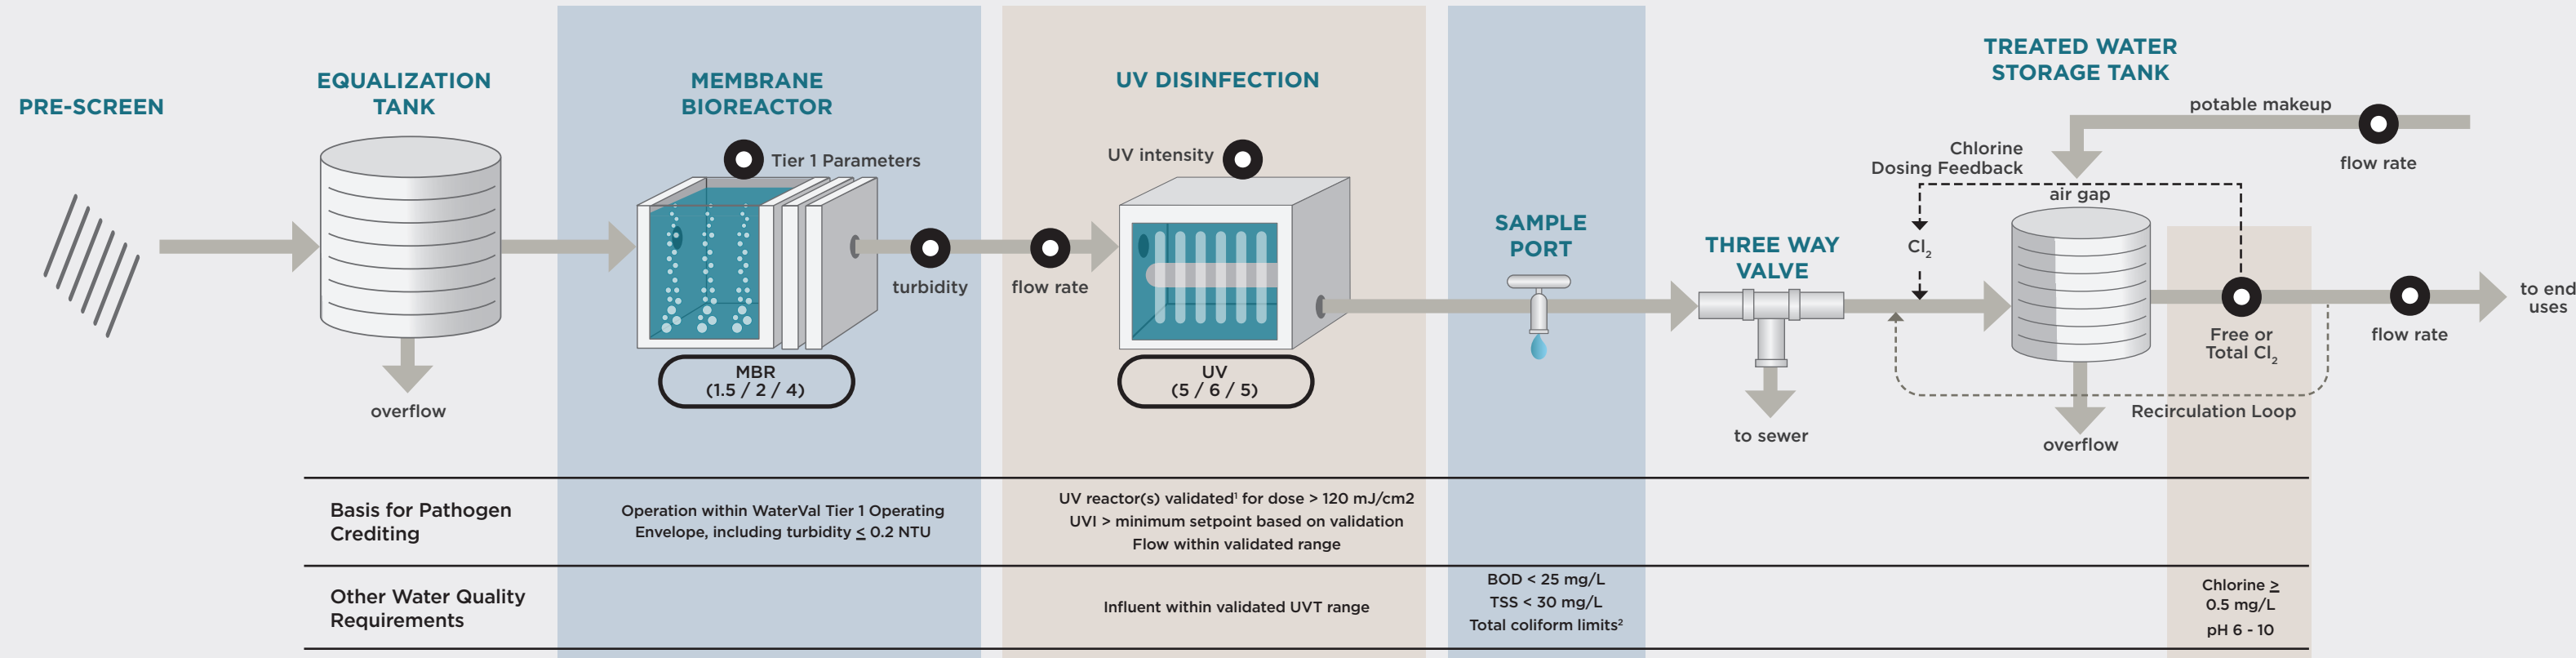 PRE-SCREEN
EQUALIZATION
TANK
overflow
MEMBRANE
BIOREACTOR
Tier 1 Parameters
MBR
(1.5 / 2 / 4)
turbidity
flow rate
UV DISINFECTION
UV intensity
UV
(5 / 6 / 5)
SAMPLE
PORT
THREE WAY
VALVE
to sewer
TREATED WATER
STORAGE TANK
potable makeup
flow rate
Chlorine
Dosing Feedback
air gap
Cl₂
Free or
Total Cl₂
flow rate
to end
uses
Recirculation Loop
overflow
Basis for Pathogen
Crediting
Operation within WaterVal Tier 1 Operating
Envelope, including turbidity ≤ 0.2 NTU
UV reactor(s) validated¹ for dose > 120 mJ/cm2
UVI > minimum setpoint based on validation
Flow within validated range
Other Water Quality
Requirements
Influent within validated UVT range
BOD < 25 mg/L
TSS < 30 mg/L
Total coliform limits²
Chlorine ≥
0.5 mg/L
pH 6 - 10